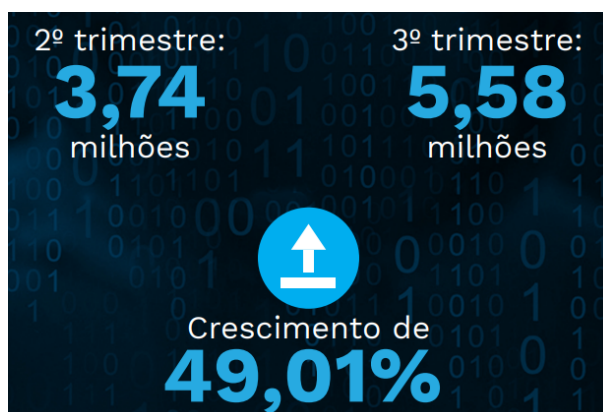 2º trimestre:
3,74
milhões
3º trimestre:
5,58
milhões
Crescimento de
49,01%